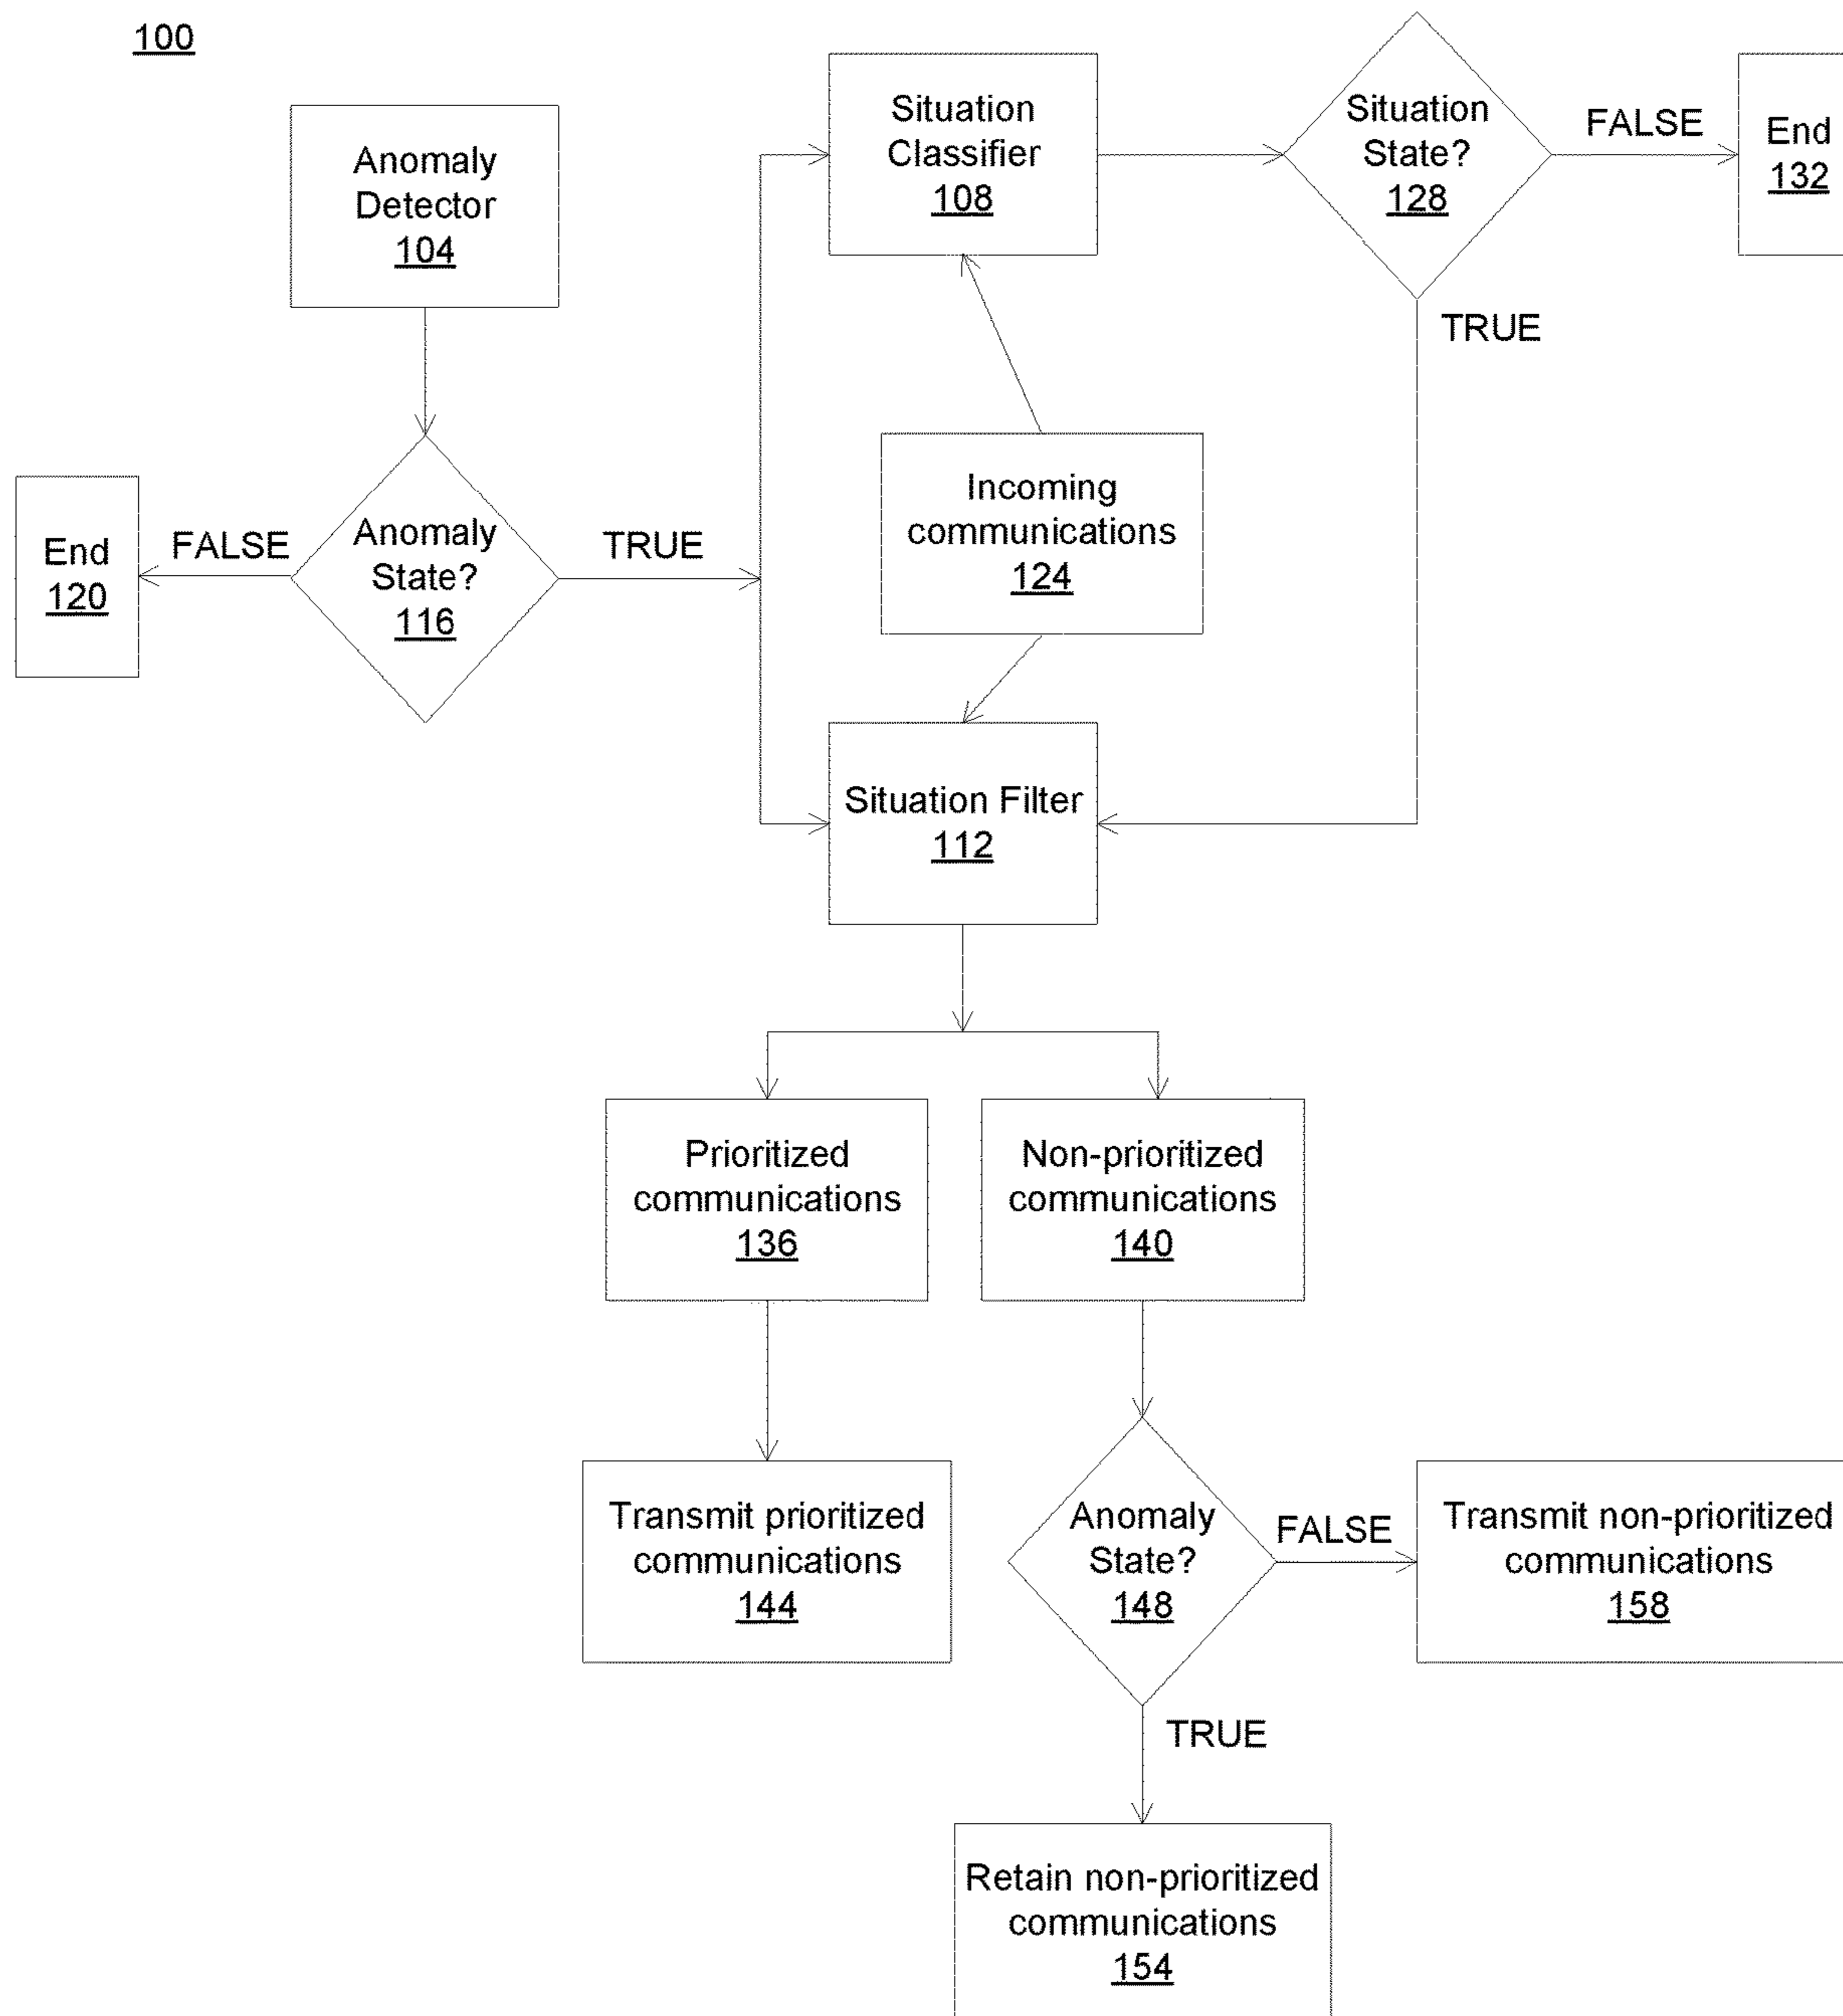 100
Anomaly
Detector
104
Situation
Classifier
108
Situation
State?
128
FALSE
End
132
TRUE
Incoming
communications
124
End
120
FALSE
Anomaly
State?
116
TRUE
Situation Filter
112
Prioritized
communications
136
Non-prioritized
communications
140
Transmit prioritized
communications
144
Anomaly
State?
148
FALSE
Transmit non-prioritized
communications
158
TRUE
Retain non-prioritized
communications
154